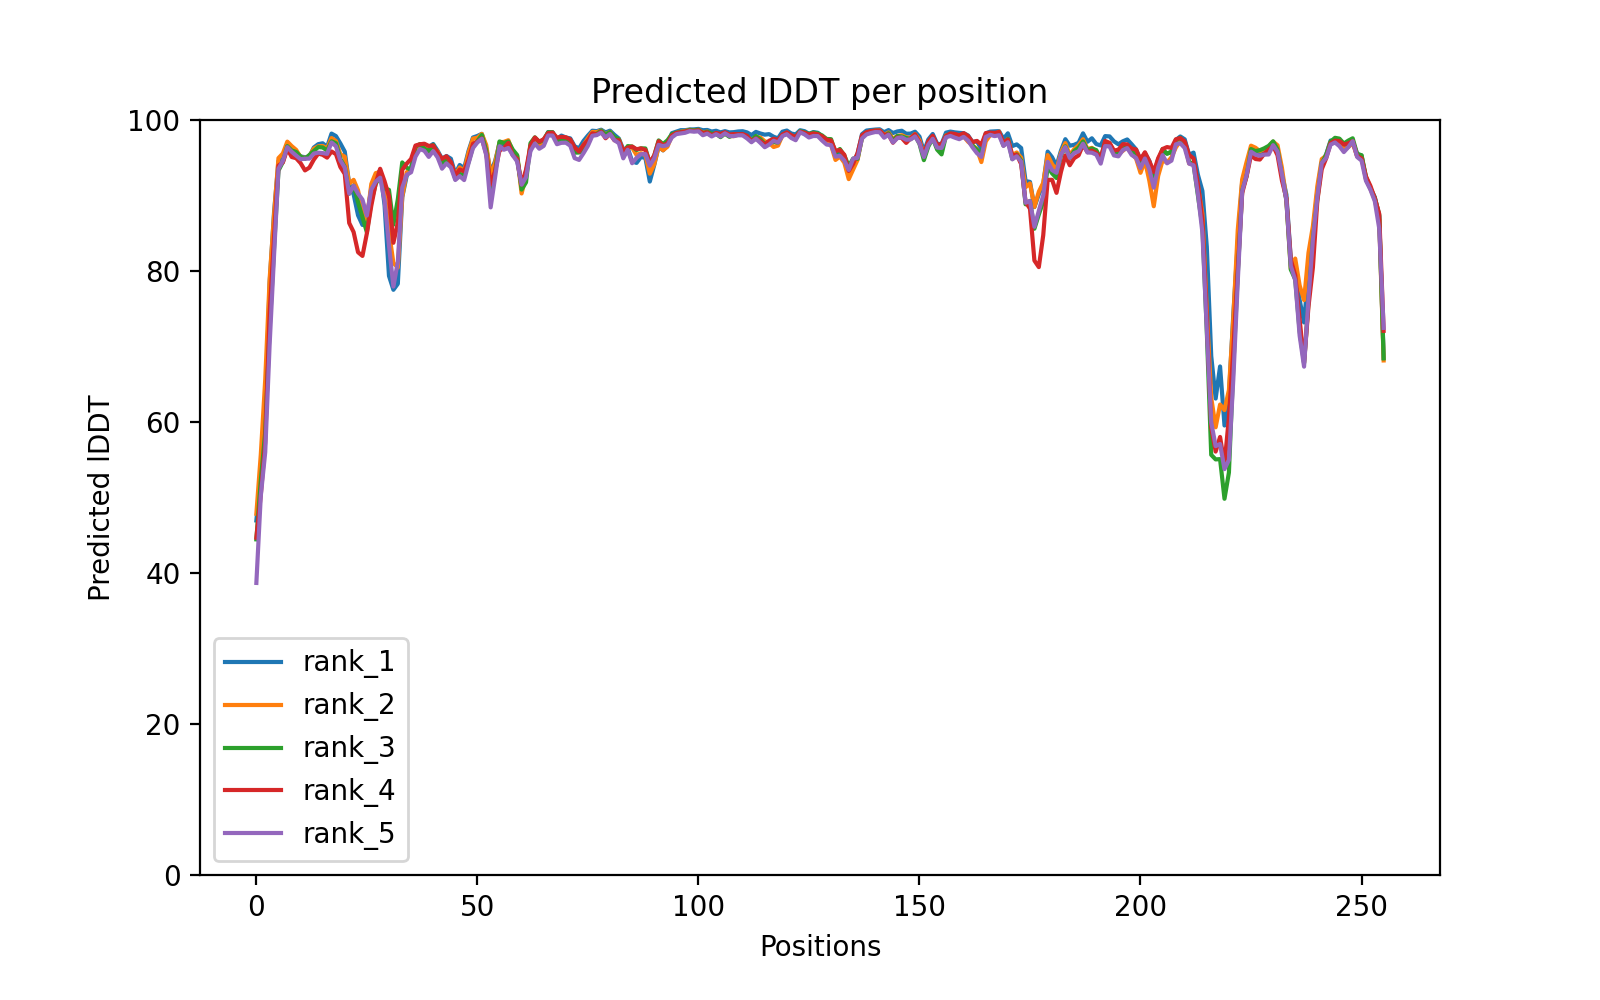 Predicted lDDT per position
100
80
60
40
20
0
Predicted lDDT
rank_1
rank_2
rank_3
rank_4
rank_5
0 50 100 150 200 250
Positions